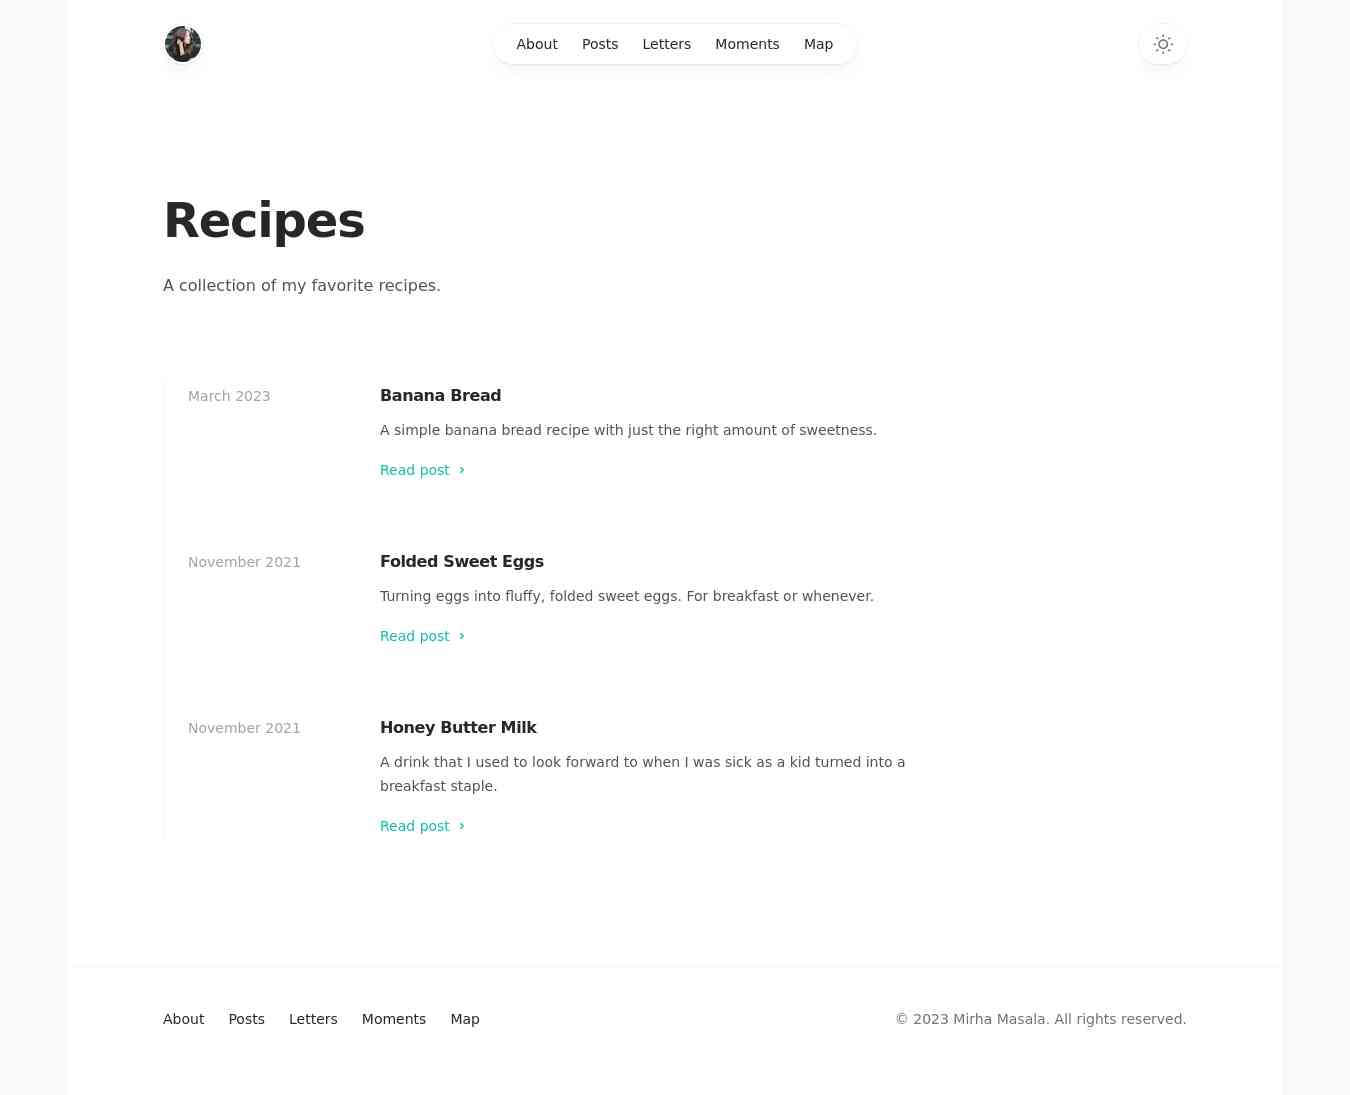 About Posts Letters Moments Map
Recipes
A collection of my favorite recipes.
March 2023
Banana Bread
A simple banana bread recipe with just the right amount of sweetness.
Read post
November 2021
Folded Sweet Eggs
Turning eggs into fluffy, folded sweet eggs. For breakfast or whenever.
Read post
November 2021
Honey Butter Milk
A drink that I used to look forward to when I was sick as a kid turned into a
breakfast staple.
Read post
About Posts Letters Moments Map
© 2023 Mirha Masala. All rights reserved.